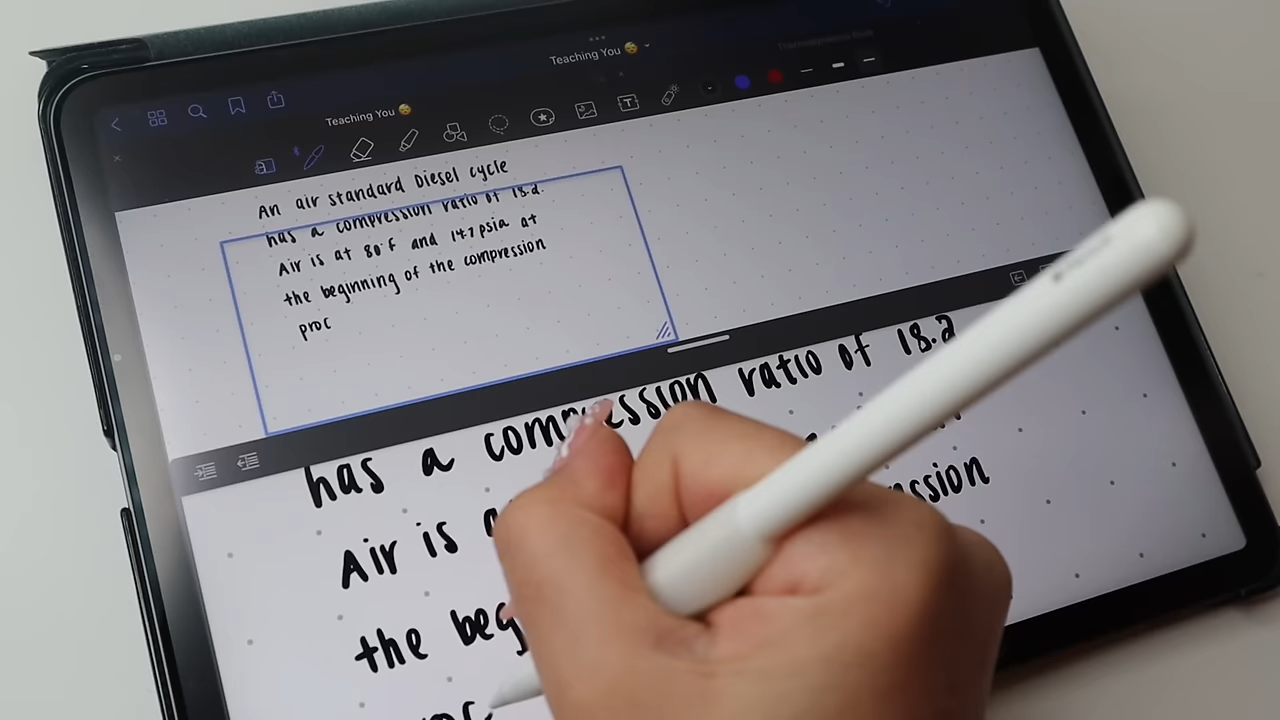 Teaching You 😴
Teaching You 😴
An air standard Diesel cycle
has a compression ratio of 18.2.
Air is at 80°F and 14.7 psia at
the beginning of the compression
proc
has a compression ratio of 18.2
Air is
ssion
the beg
oc